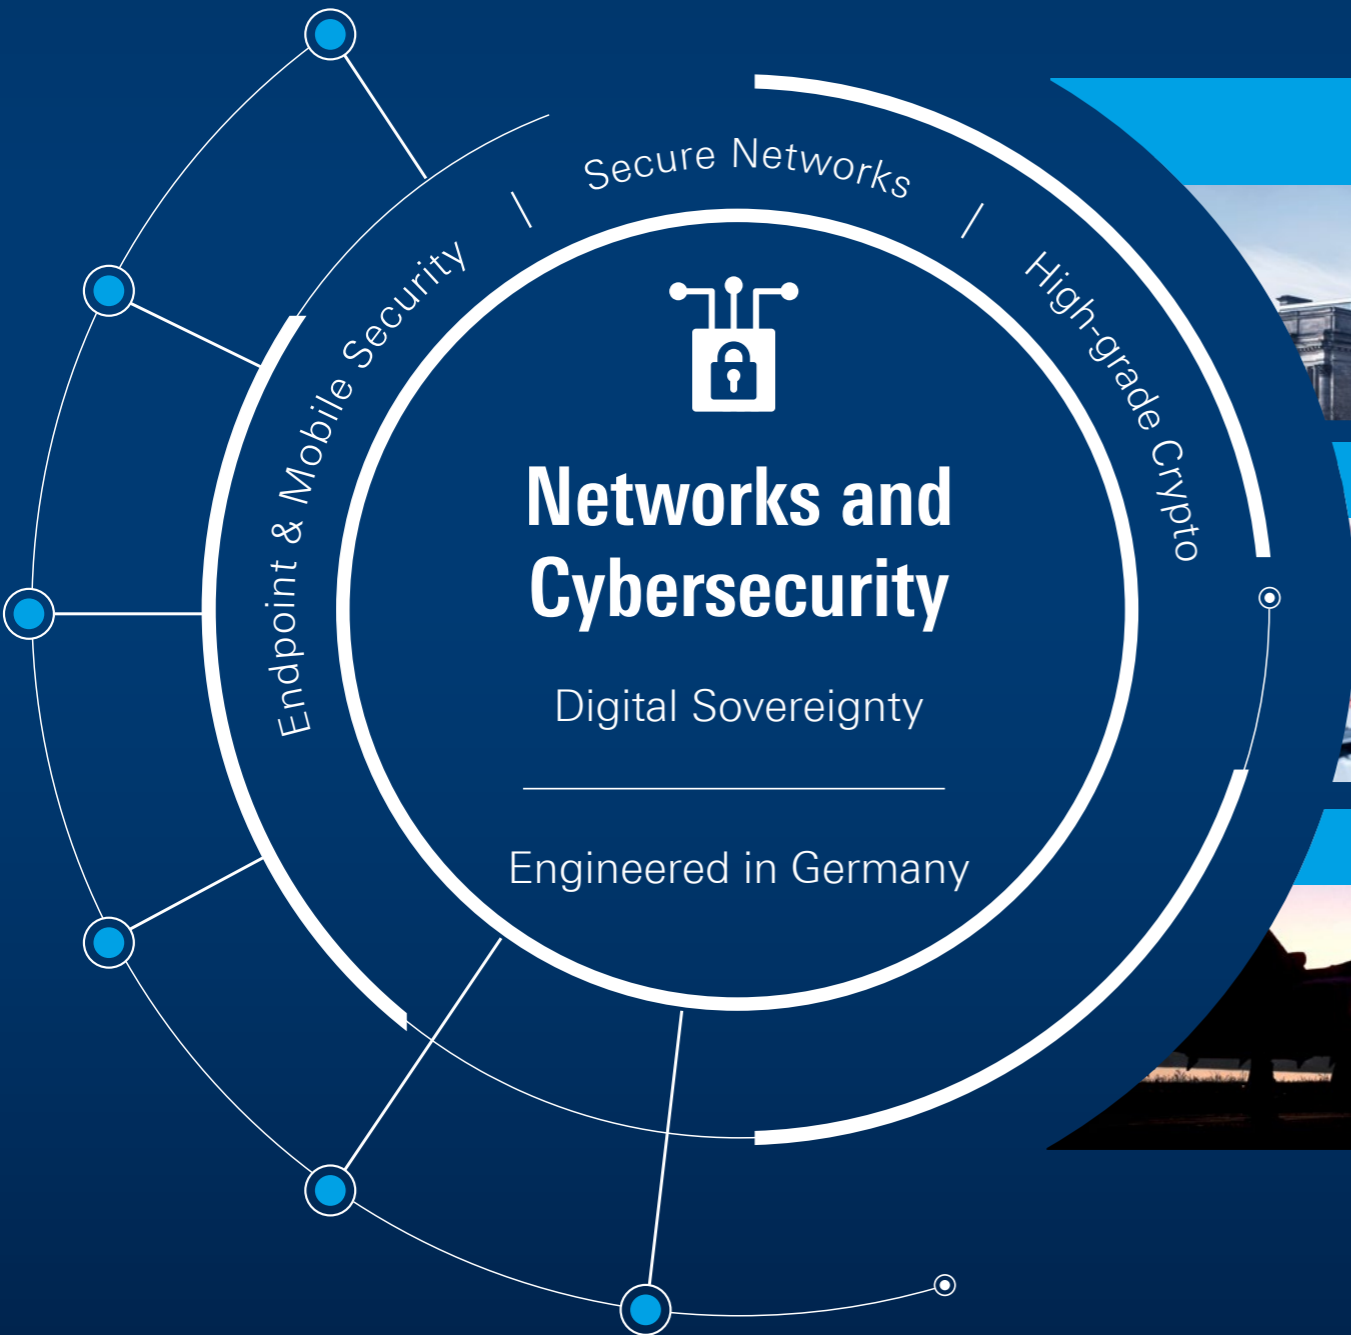 Endpoint & Mobile Security | Secure Networks | High-grade Crypto
Networks and
Cybersecurity
Digital Sovereignty
Engineered in Germany